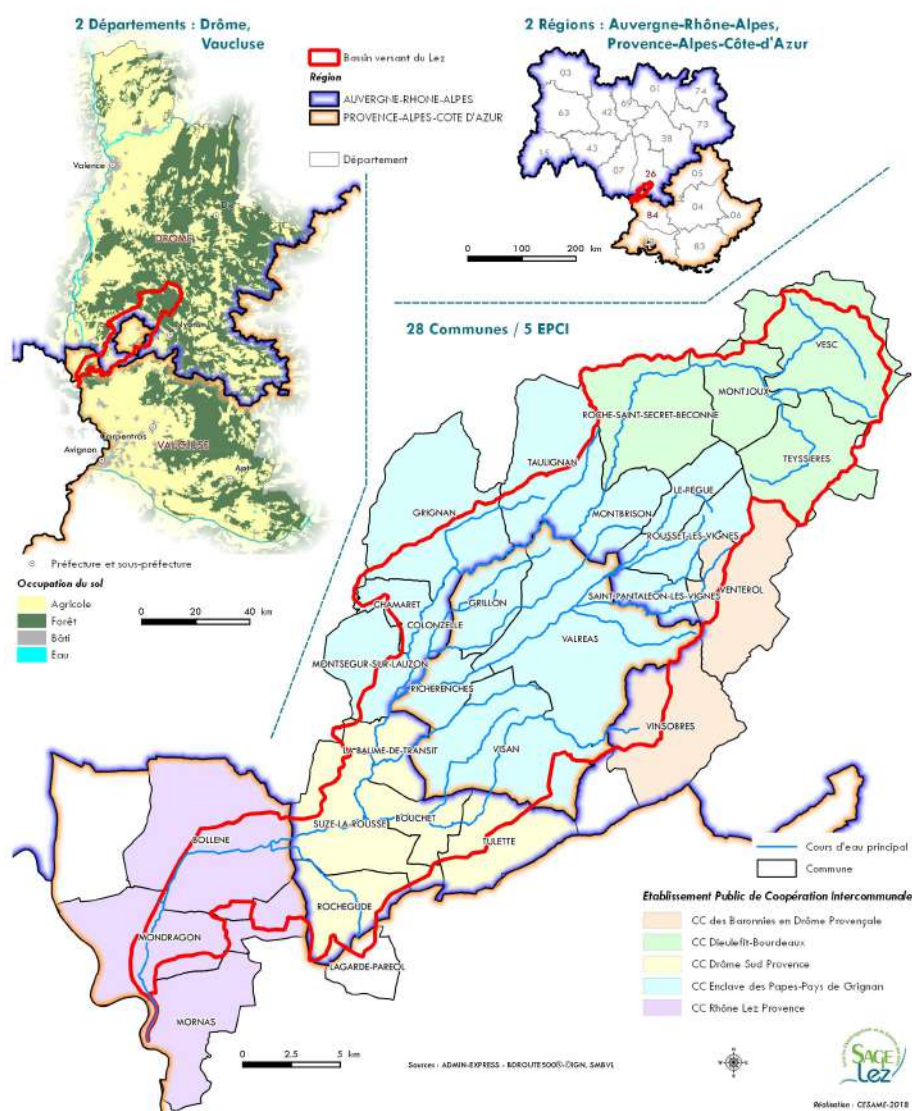 2 Départements : Drôme,
Vaucluse
Bassin versant du Lez
Région
AUVERGNE-RHONE-ALPES
PROVENCE-ALPES-COTE D'AZUR
Département
2 Régions : Auvergne-Rhône-Alpes,
Provence-Alpes-Côte-d'Azur
03
01
74
69
63
42
73
38
15
43
07
26
05
84
04
06
83
0 100 200 km
Valence
DROME
Nyons
Carpentras
VAUCLUSE
Avignon
Apt
Préfecture et sous-préfecture
Occupation du sol
Agricole
Forêt
Bâti
Eau
0 20 40 km
28 Communes / 5 EPCI
VESC
MONTJOUX
ROCHE-SAINT-SECRET-BECONNE
TEYSSIERES
TAULIGNAN
LE-PEGUE
GRIGNAN
MONTBRISON
ROUSSET-LES-VIGNES
VENTEROL
SAINT-PANTALEON-LES-VIGNES
CHAMARET
GRILLON
COLONZELLE
VALREAS
MONTSEGUR-SUR-LAUZON
RICHERENCHES
VINSOBRES
LA-BAUME-DE-TRANSIT
VISAN
BOUCHET
SUZE-LA-ROUSSE
TULETTE
BOLLENE
ROCHEGUDE
MONDRAGON
LAGARDE-PAREOL
MORNAS
Cours d'eau principal
Commune
Etablissement Public de Coopération Intercommunale
CC des Baronnies en Drôme Provençale
CC Dieulefit-Bourdeaux
CC Drôme Sud Provence
CC Enclave des Papes-Pays de Grignan
CC Rhône Lez Provence
0 2.5 5 km
Sources : ADMIN-EXPRESS - BDROUTE500®-©IGN, SMBVL
SAGE
Lez
Réalisation : CESAME-2018